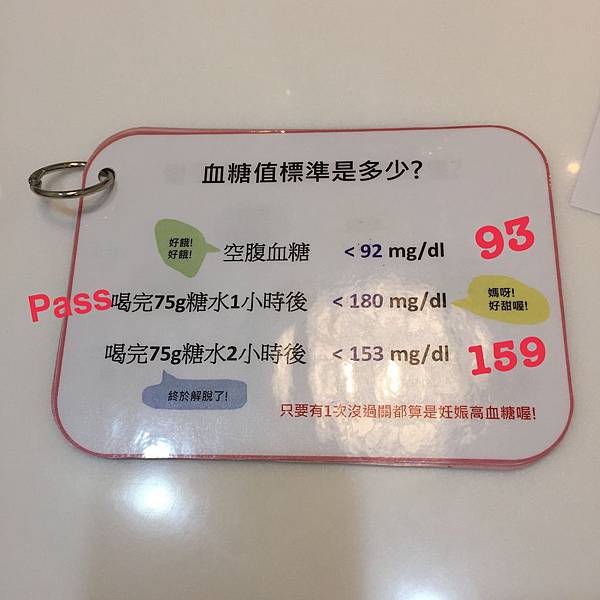 血糖值標準是多少?
好餓!
好餓!
空腹血糖 < 92 mg/dl 93
Pass喝完75g糖水1小時後 < 180 mg/dl
媽呀!
好甜喔!
喝完75g糖水2小時後 < 153 mg/dl 159
終於解脫了!
只要有1次沒過關都算是妊娠高血糖喔!